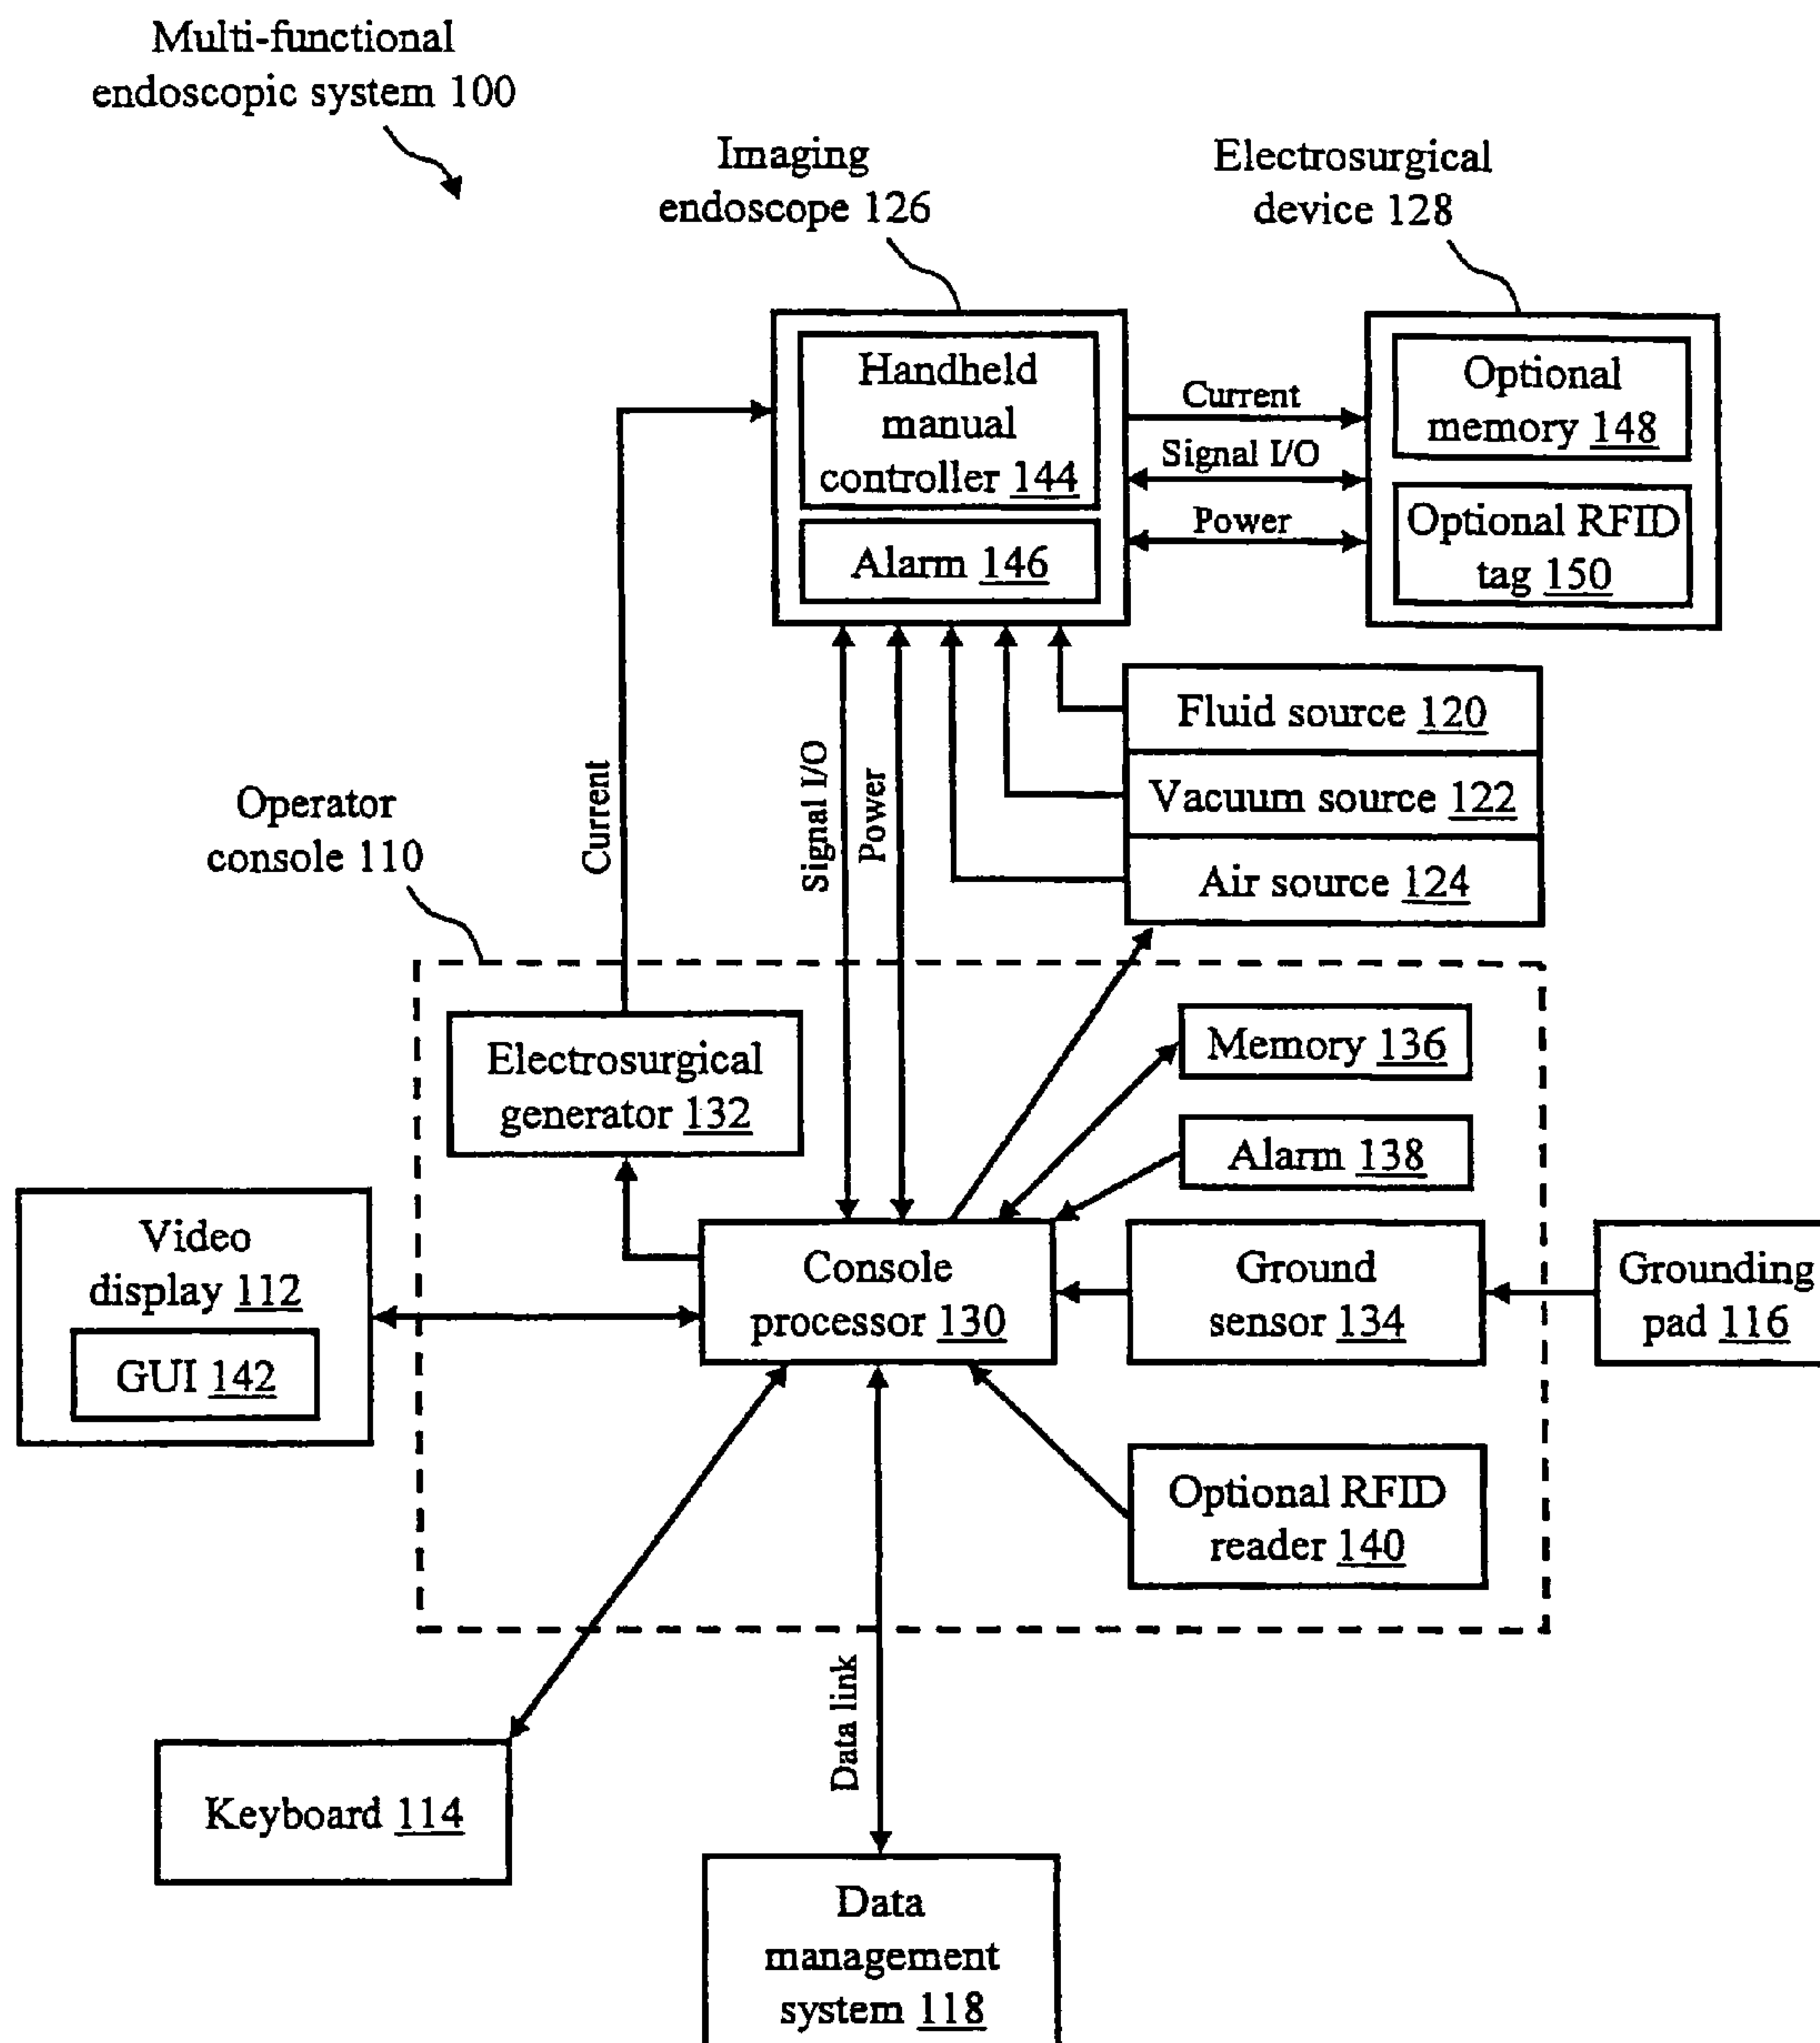 Multi-functional
endoscopic system 100
Imaging
endoscope 126
Electrosurgical
device 128
Handheld
manual
controller 144
Alarm 146
Current
Signal I/O
Power
Optional
memory 148
Optional RFID
tag 150
Fluid source 120
Vacuum source 122
Air source 124
Current
Signal I/O
Power
Operator
console 110
Electrosurgical
generator 132
Memory 136
Alarm 138
Video
display 112
GUI 142
Console
processor 130
Ground
sensor 134
Grounding
pad 116
Optional RFID
reader 140
Data link
Keyboard 114
Data
management
system 118